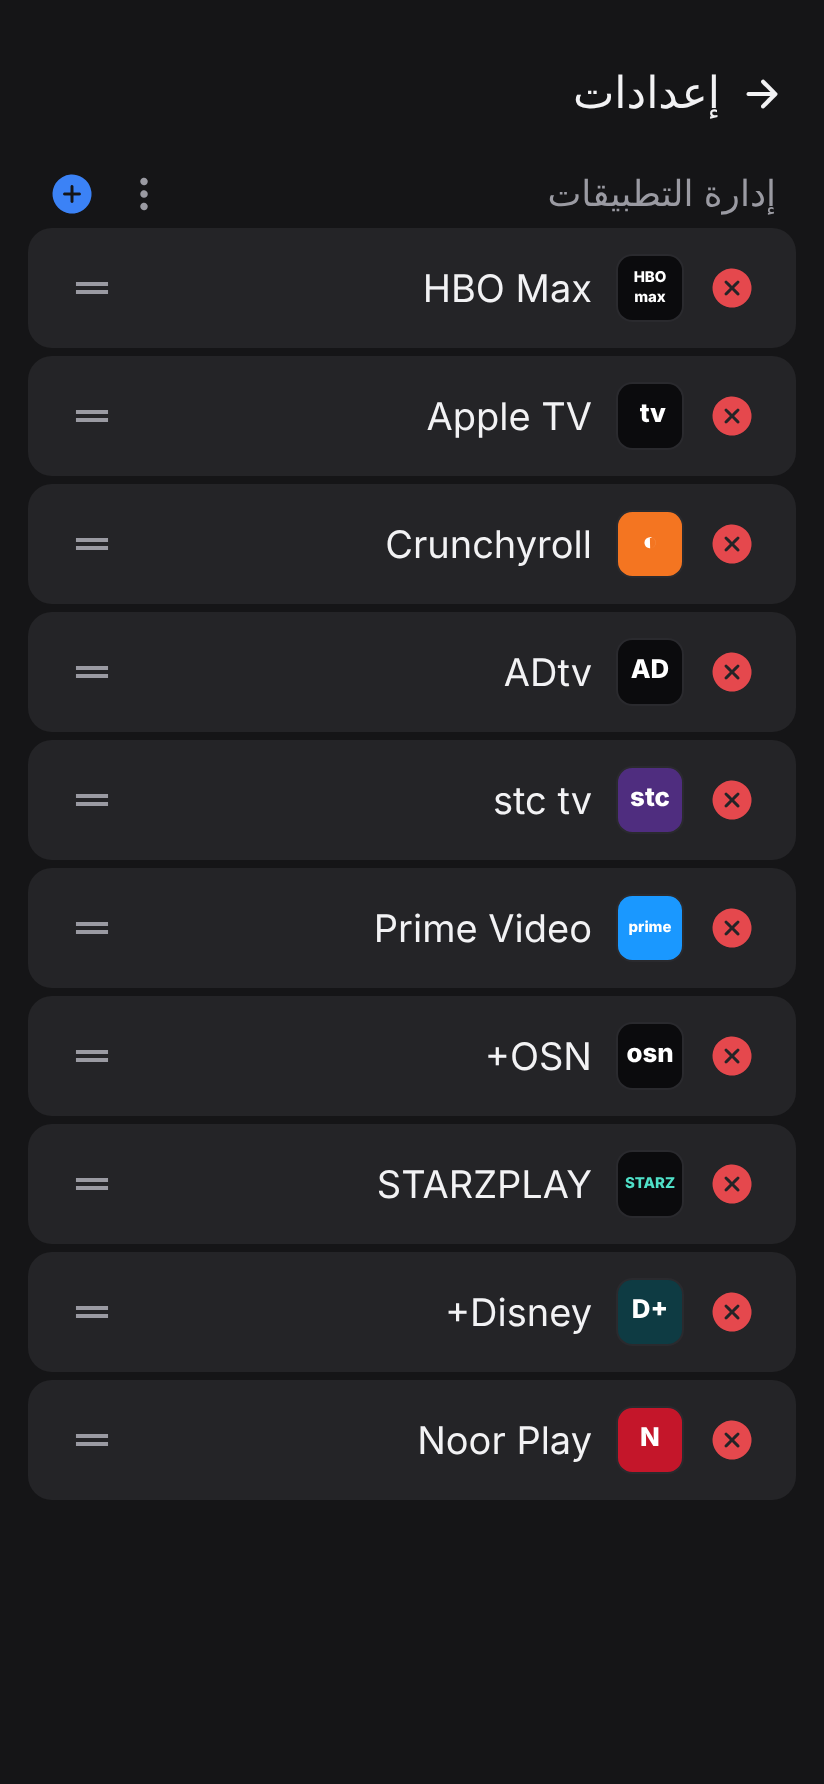 إعدادات
إدارة التطبيقات
HBO max
HBO Max
tv
Apple TV
Crunchyroll
AD
ADtv
stc
stc tv
prime
Prime Video
osn
OSN+
STARZ
STARZPLAY
D+
Disney+
N
Noor Play